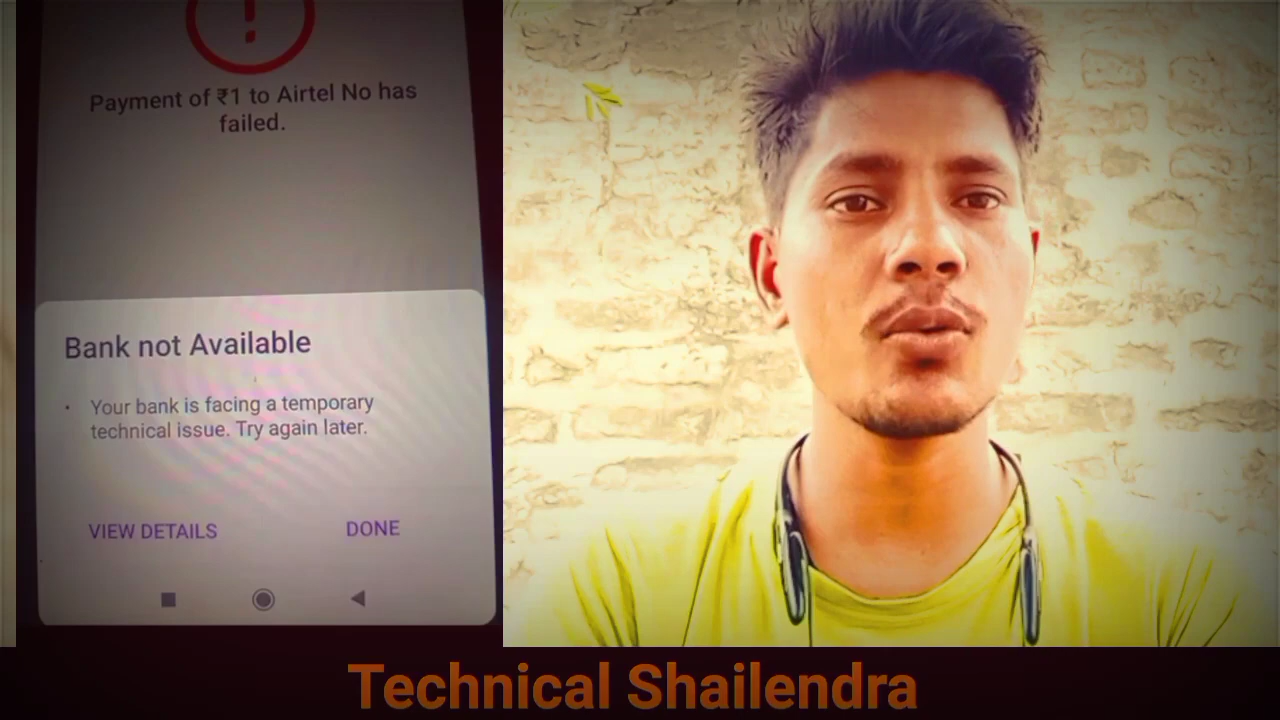 Payment of ₹1 to Airtel No has
failed.
Bank not Available
• Your bank is facing a temporary
technical issue. Try again later.
VIEW DETAILS
DONE
Technical Shailendra